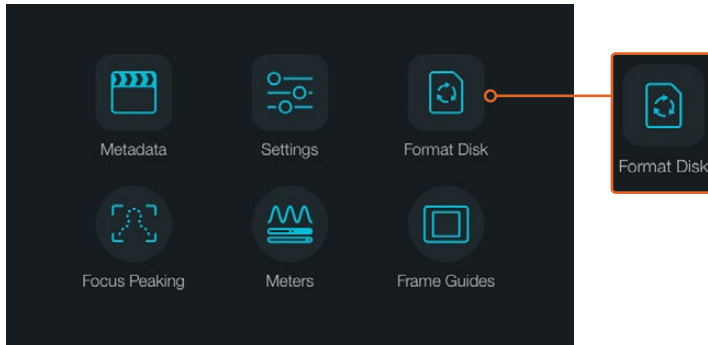 Metadata
Settings
Format Disk
Format Disk
Focus Peaking
Meters
Frame Guides